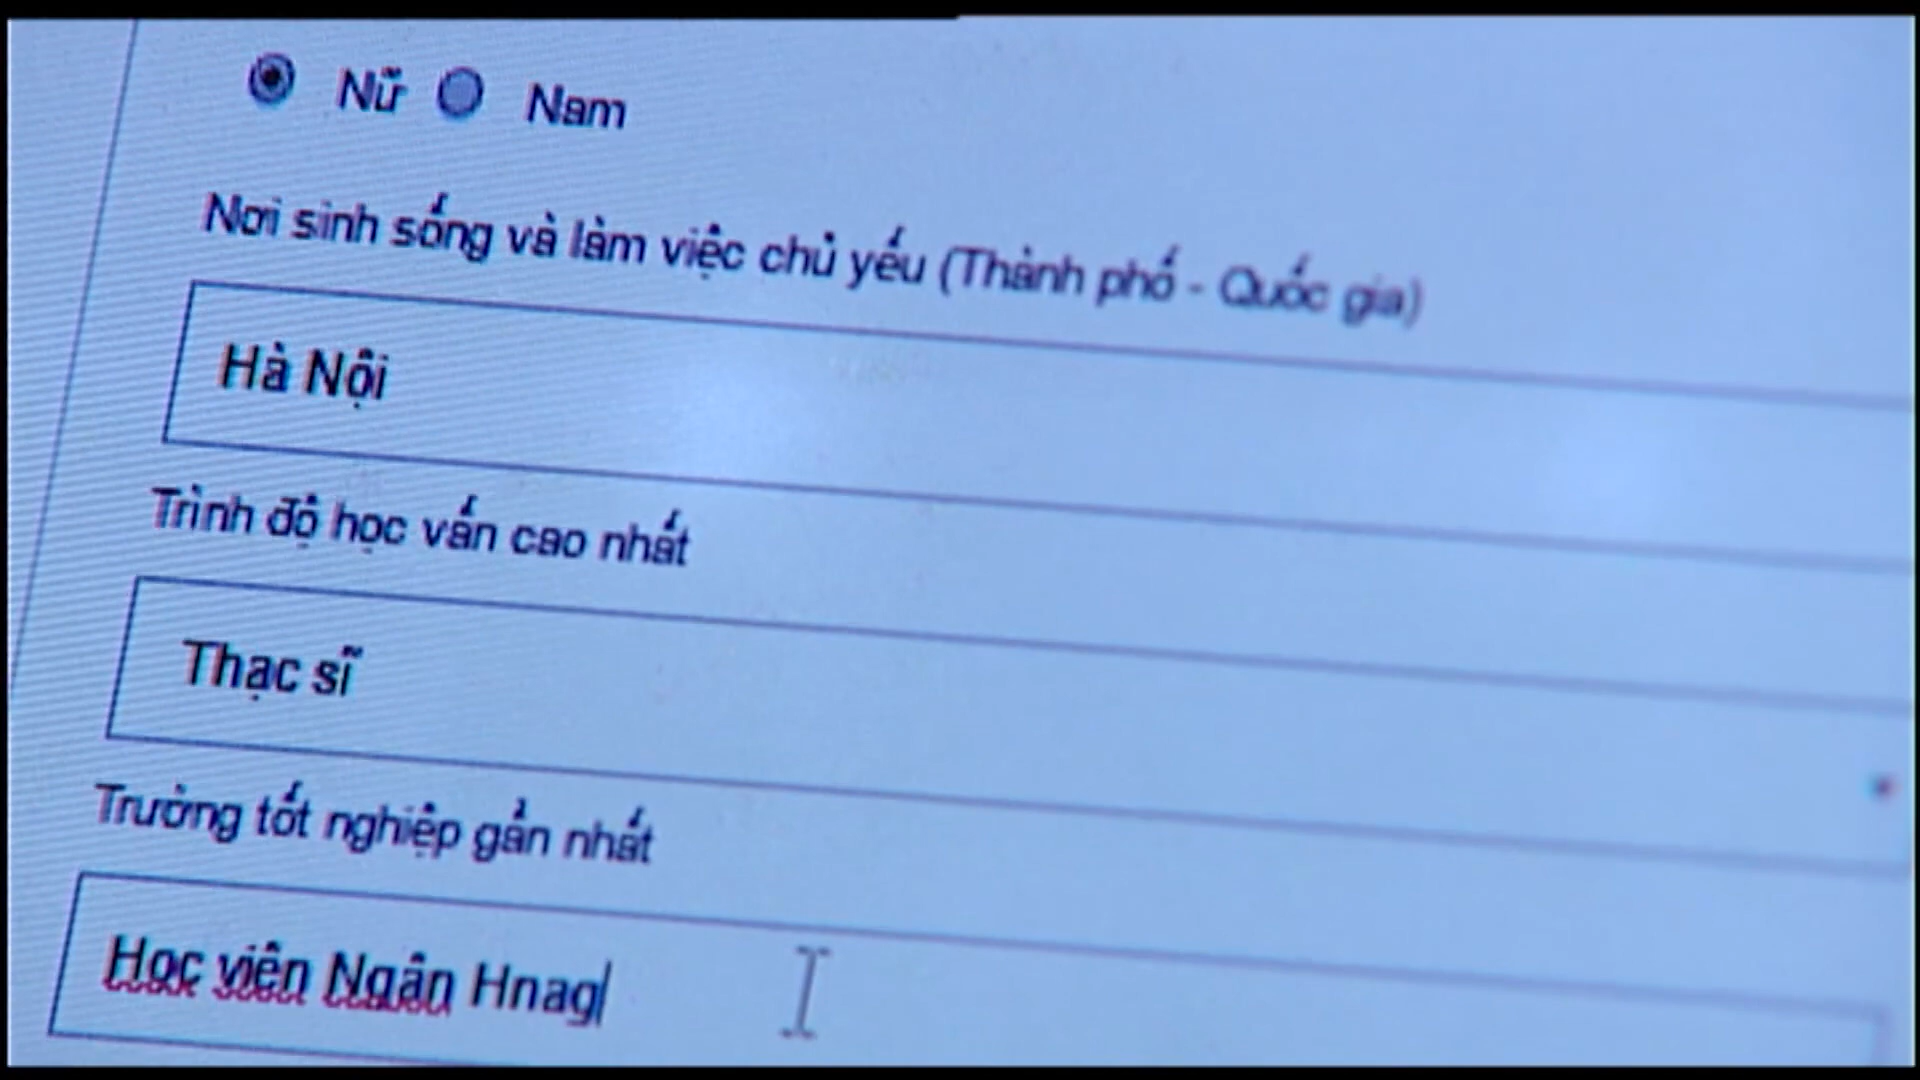 Nữ Nam
Nơi sinh sống và làm việc chủ yếu (Thành phố - Quốc gia)
Hà Nội
Trình độ học vấn cao nhất
Thạc sĩ
Trường tốt nghiệp gần nhất
Học viện Ngân Hnag